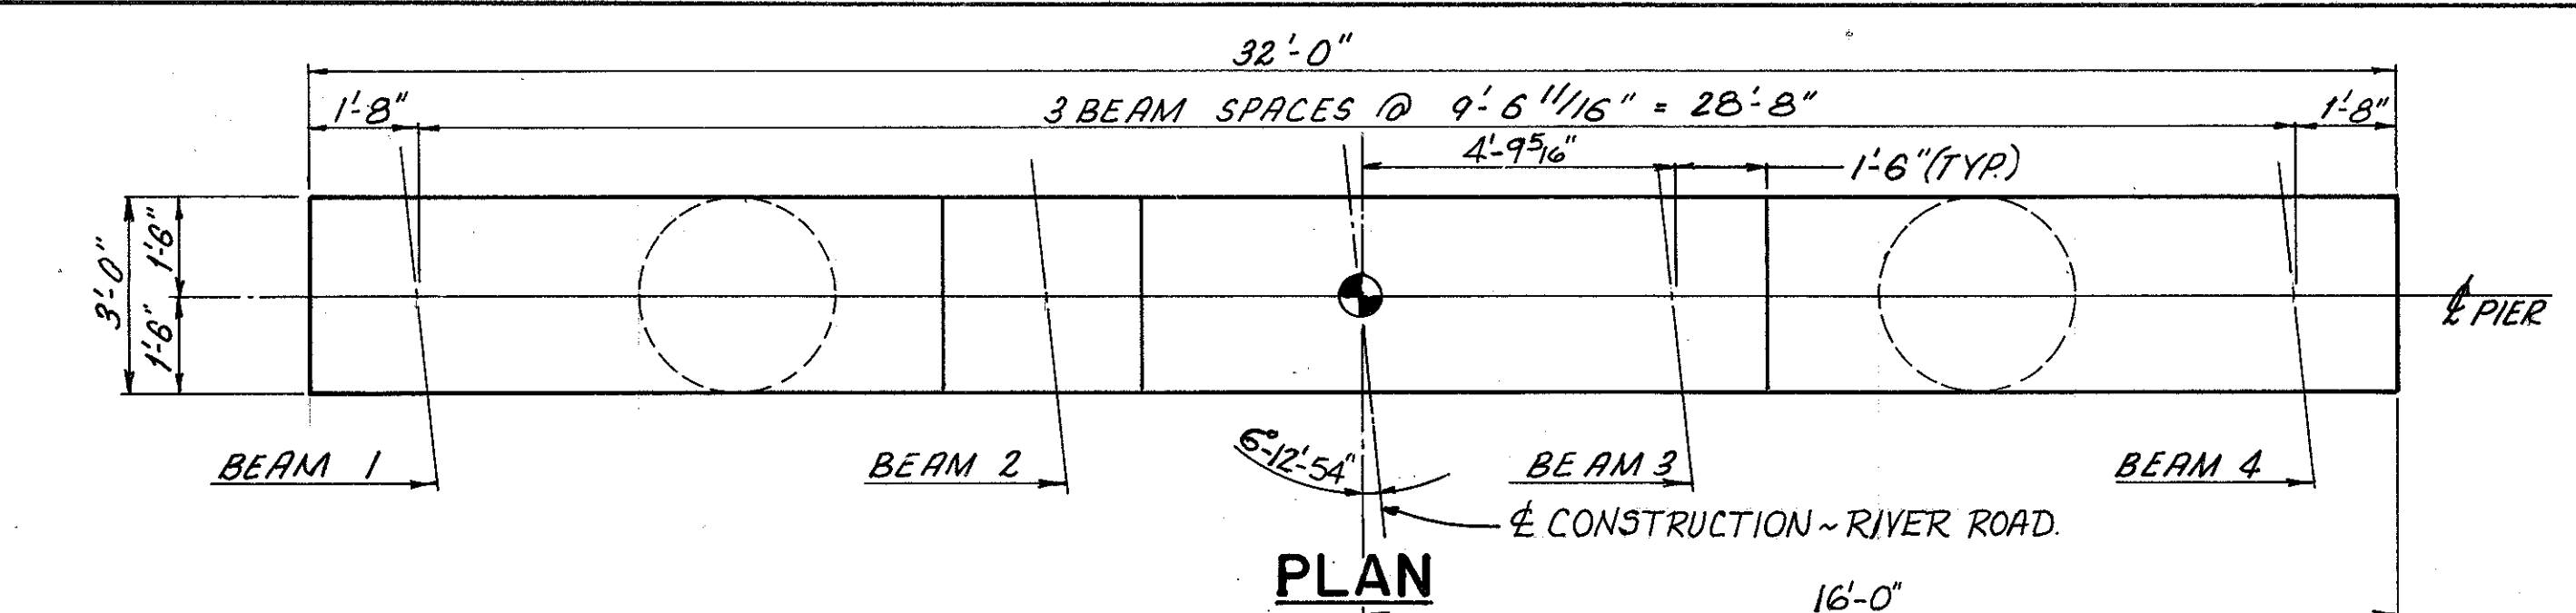 32'-0"
1'-8"
3 BEAM SPACES @ 9'-6 11/16" = 28'-8"
1'-8"
4'-9 5/16"
1'-6" (TYP.)
3'-0"
1'-6"
1'-6"
℄ PIER
BEAM 1
BEAM 2
6°-12'-54"
BEAM 3
BEAM 4
℄ CONSTRUCTION ~ RIVER ROAD.
PLAN
16'-0"